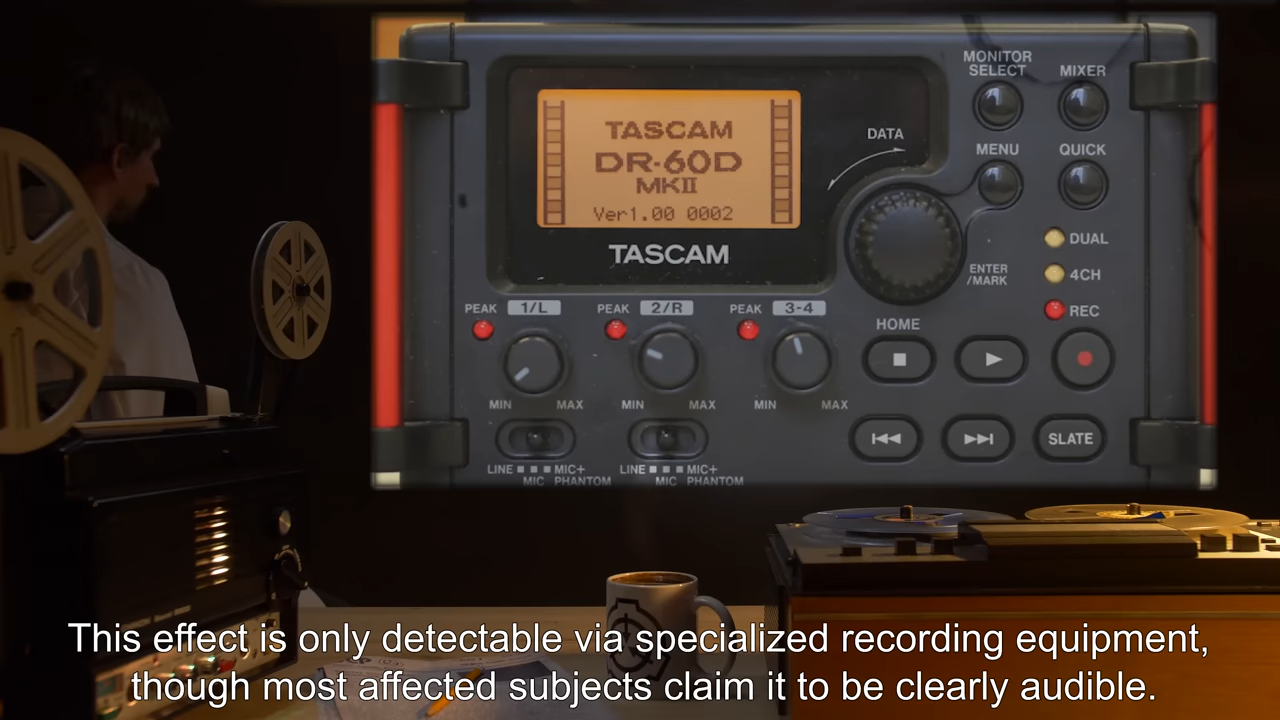 MONITOR
SELECT
MIXER
TASCAM
DR-60D
MKII
Ver1.00 0002
TASCAM
DATA
MENU
QUICK
DUAL
4CH
REC
ENTER
/MARK
PEAK 1/L PEAK 2/R PEAK 3-4
HOME
MIN MAX MIN MAX MIN MAX
SLATE
LINE MIC+ LINE MIC+
MIC PHANTOM MIC PHANTOM
This effect is only detectable via specialized recording equipment,
though most affected subjects claim it to be clearly audible.